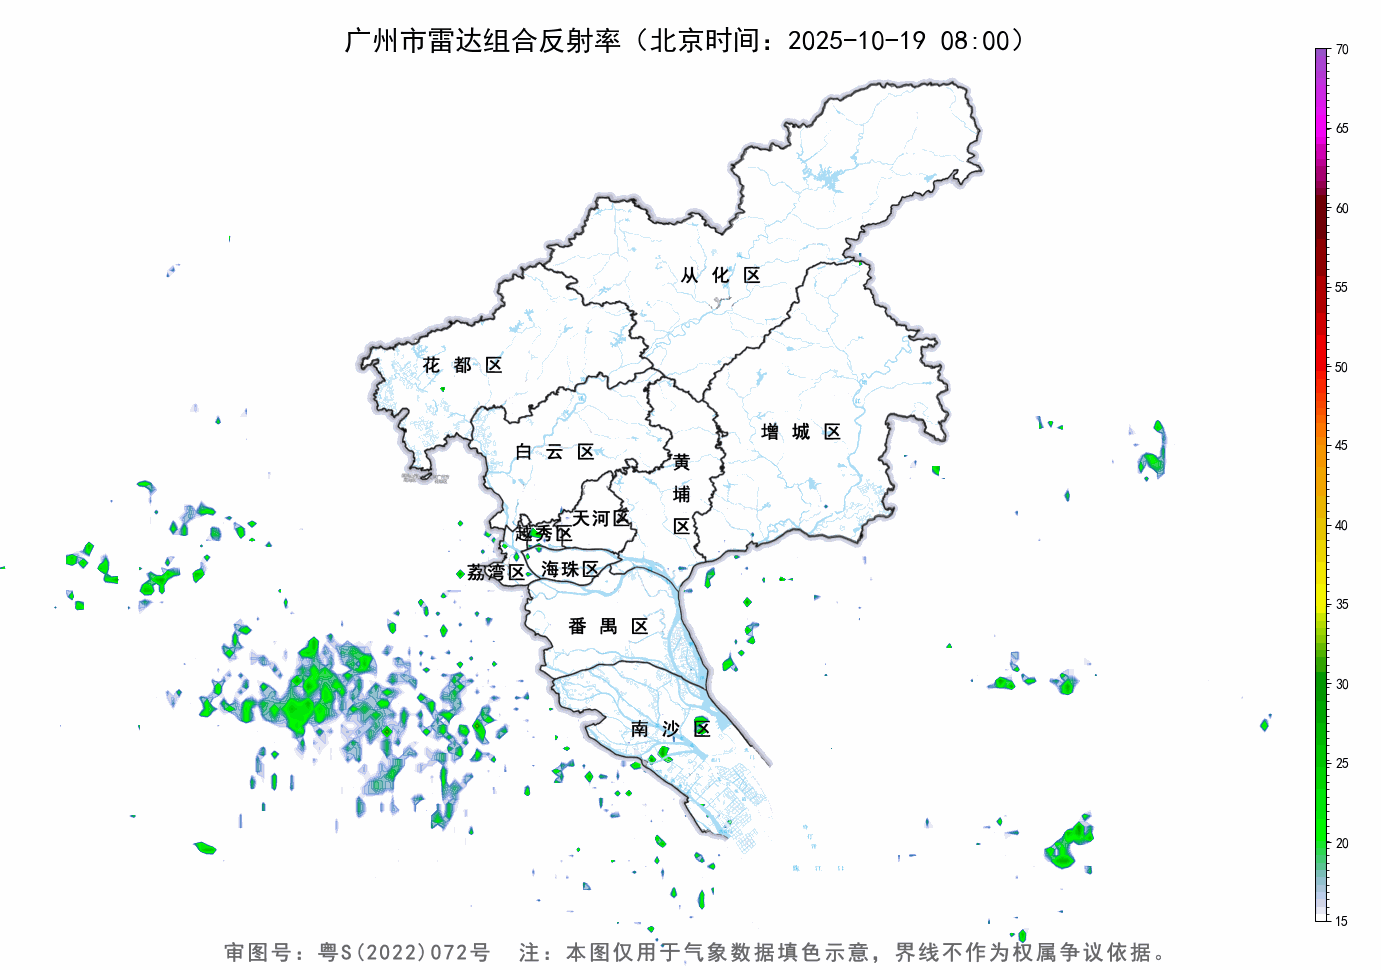 广州市雷达组合反射率（北京时间：2025-10-19 08:00）
70
65
60
55
50
45
40
35
30
25
20
15
从化区
花都区
增城区
白云区
黄埔区
天河区
越秀区
海珠区
荔湾区
番禺区
南沙区
审图号：粤S(2022)072号 注：本图仅用于气象数据填色示意，界线不作为权属争议依据。